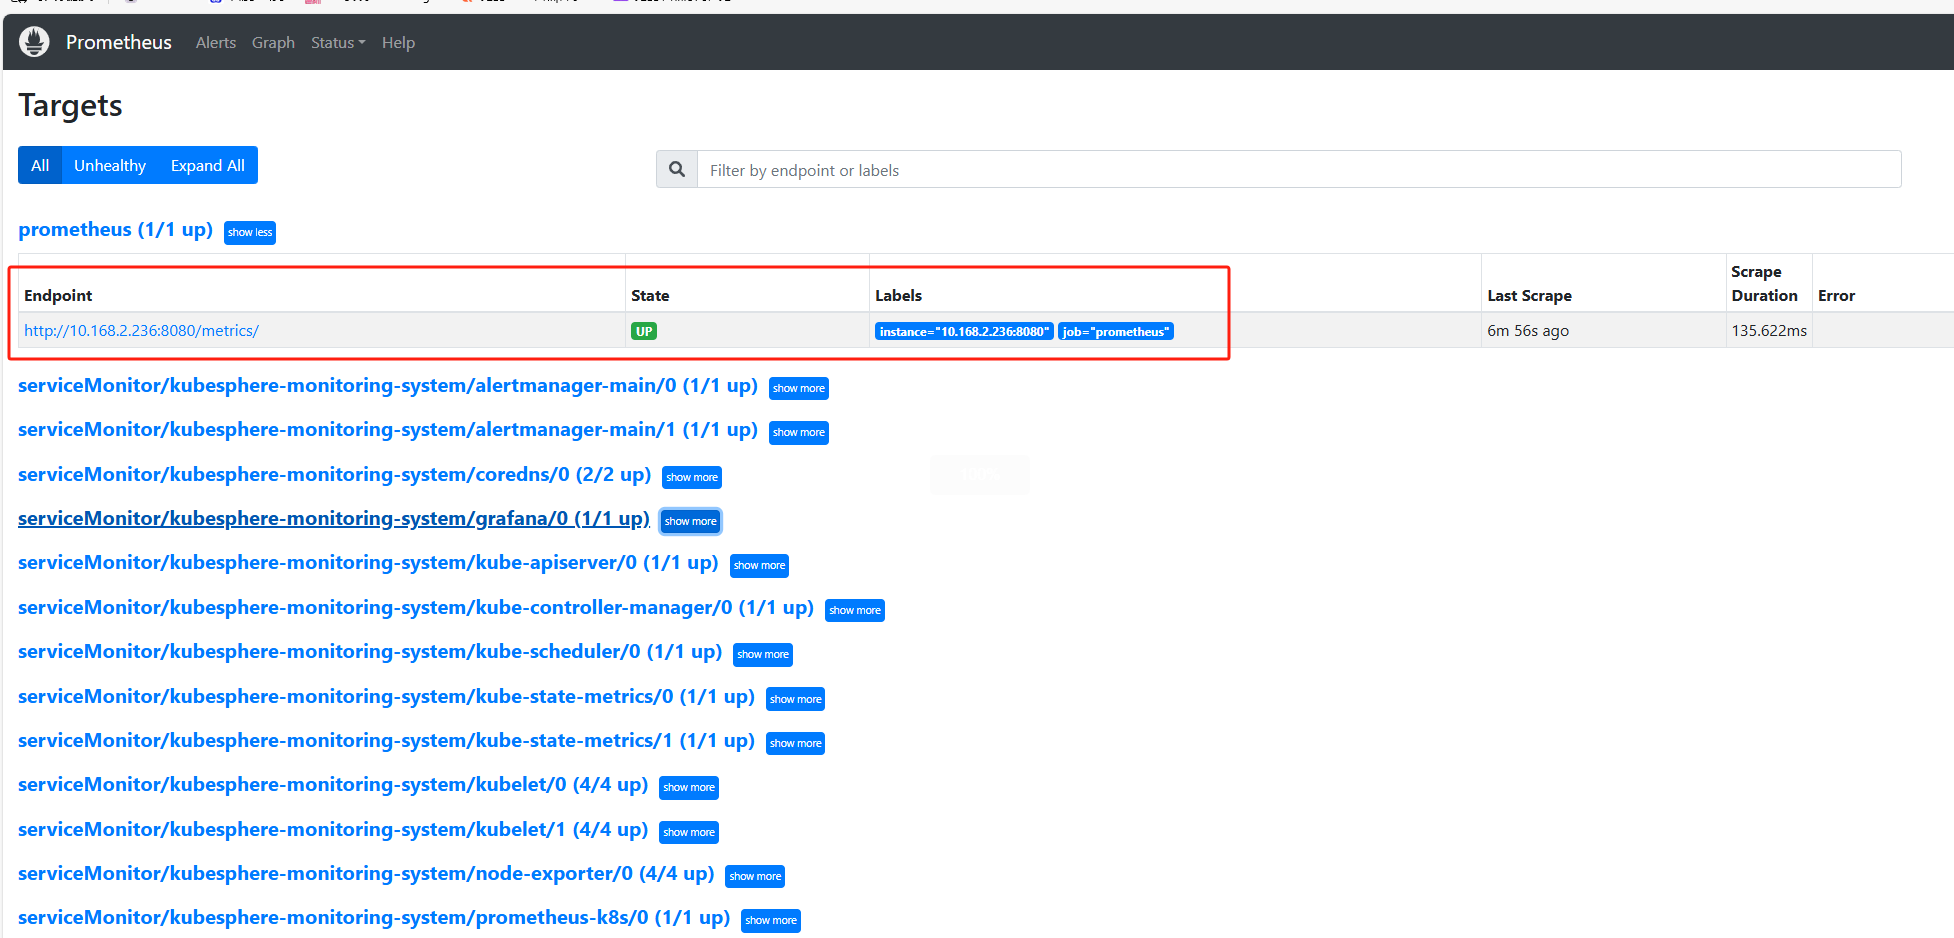 Prometheus Alerts Graph Status Help
Targets
All Unhealthy Expand All
Filter by endpoint or labels
prometheus (1/1 up) show less
Endpoint State Labels Last Scrape Scrape Duration Error
http://10.168.2.236:8080/metrics/ UP instance="10.168.2.236:8080" job="prometheus" 6m 56s ago 135.622ms
serviceMonitor/kubesphere-monitoring-system/alertmanager-main/0 (1/1 up) show more
serviceMonitor/kubesphere-monitoring-system/alertmanager-main/1 (1/1 up) show more
serviceMonitor/kubesphere-monitoring-system/coredns/0 (2/2 up) show more
serviceMonitor/kubesphere-monitoring-system/grafana/0 (1/1 up) show more
serviceMonitor/kubesphere-monitoring-system/kube-apiserver/0 (1/1 up) show more
serviceMonitor/kubesphere-monitoring-system/kube-controller-manager/0 (1/1 up) show more
serviceMonitor/kubesphere-monitoring-system/kube-scheduler/0 (1/1 up) show more
serviceMonitor/kubesphere-monitoring-system/kube-state-metrics/0 (1/1 up) show more
serviceMonitor/kubesphere-monitoring-system/kube-state-metrics/1 (1/1 up) show more
serviceMonitor/kubesphere-monitoring-system/kubelet/0 (4/4 up) show more
serviceMonitor/kubesphere-monitoring-system/kubelet/1 (4/4 up) show more
serviceMonitor/kubesphere-monitoring-system/node-exporter/0 (4/4 up) show more
serviceMonitor/kubesphere-monitoring-system/prometheus-k8s/0 (1/1 up) show more